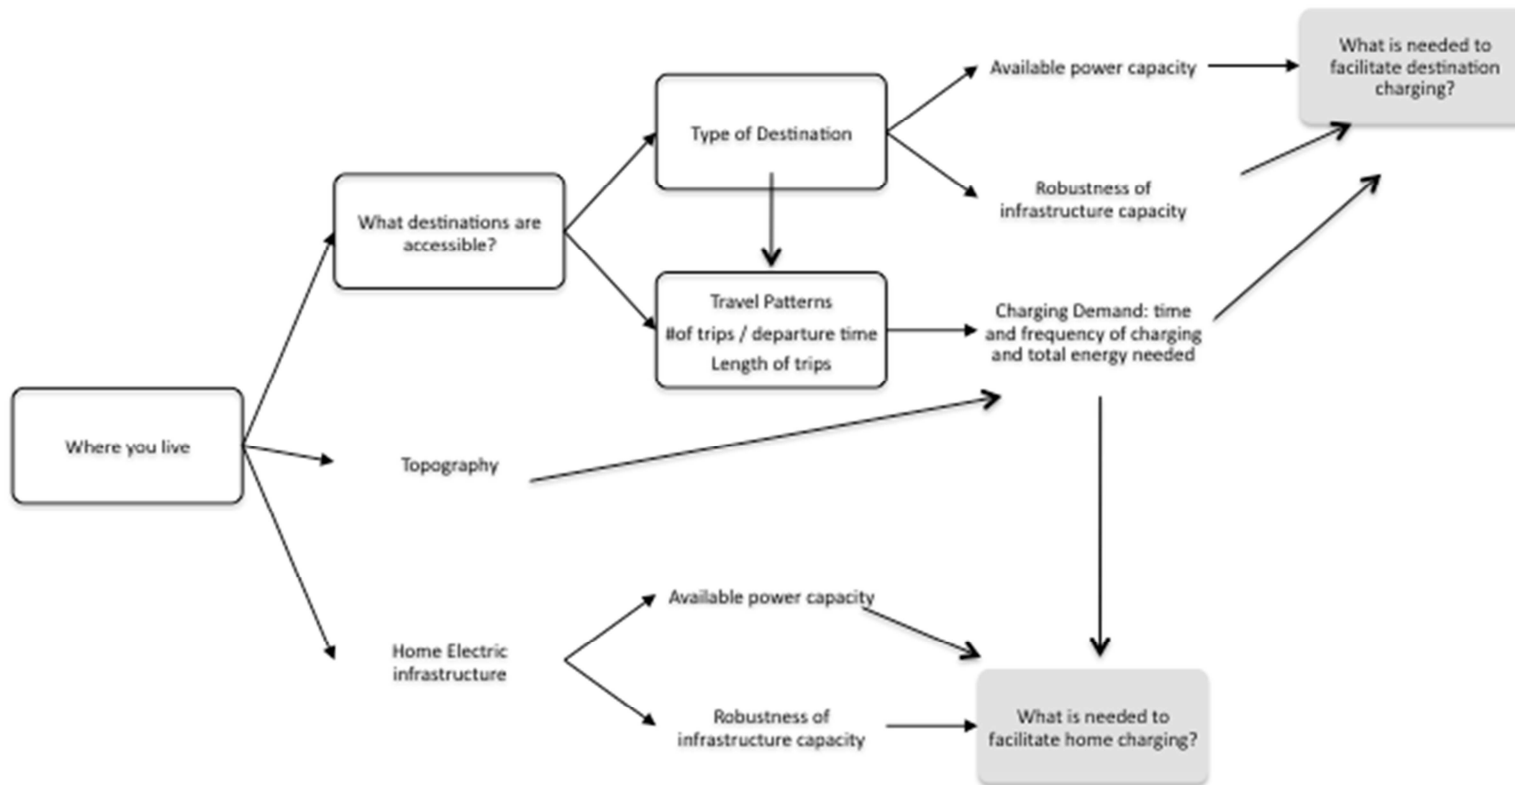 What is needed to
facilitate destination
charging?
Available power capacity
Type of Destination
Robustness of
infrastructure capacity
What destinations are
accessible?
Travel Patterns
#of trips / departure time
Length of trips
Charging Demand: time
and frequency of charging
and total energy needed
Where you live
Topography
Available power capacity
Home Electric
infrastructure
Robustness of
infrastructure capacity
What is needed to
facilitate home charging?